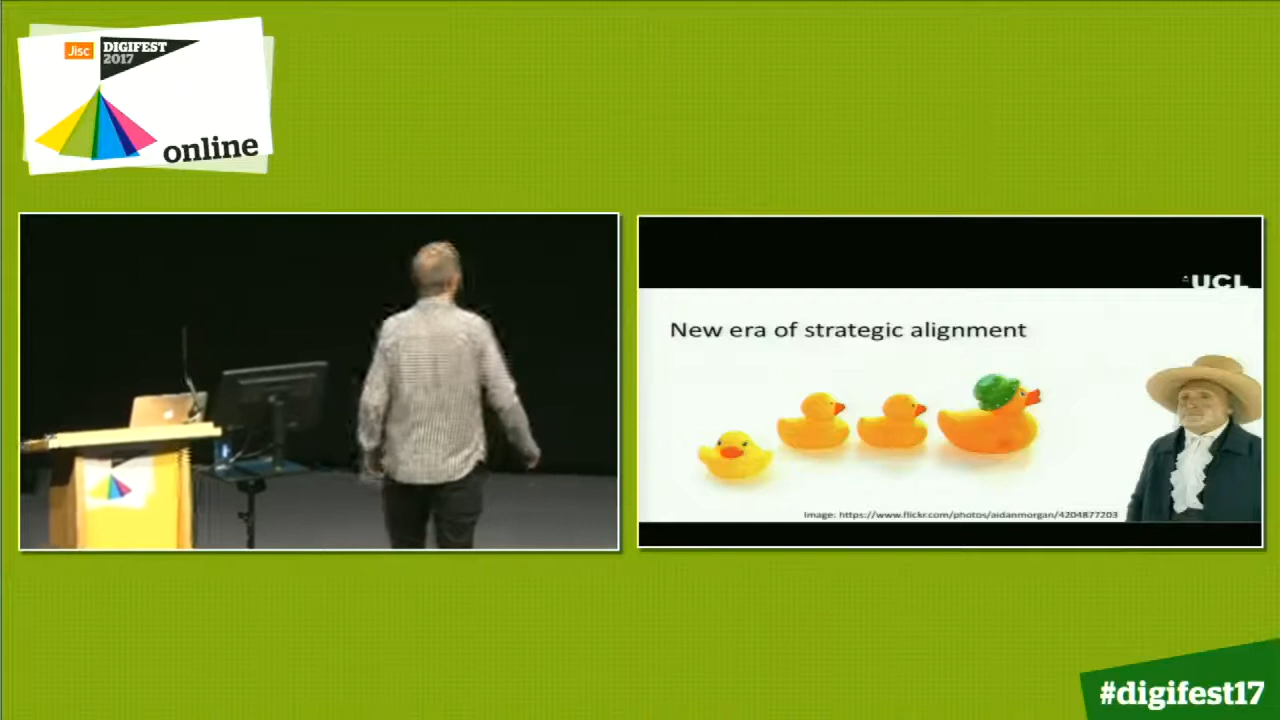 Jisc
DIGIFEST
2017
online
UCL
New era of strategic alignment
Image: https://www.flickr.com/photos/aidanmorgan/4204877203
#digifest17